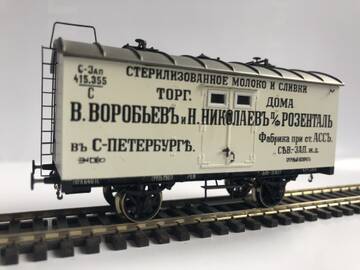 С-Зап
415.355
С
СТЕРИЛИЗОВАННОЕ МОЛОКО И СЛИВКИ
ТОРГ. ДОМА
В. ВОРОБЬЕВЪ и Н. НИКОЛАЕВЪ б/ РОЗЕНТАЛЬ
въ С-ПЕТЕРБУРГѢ.
Фабрика при ст. АССЪ.
СѢВ-ЗАП. ж.д.